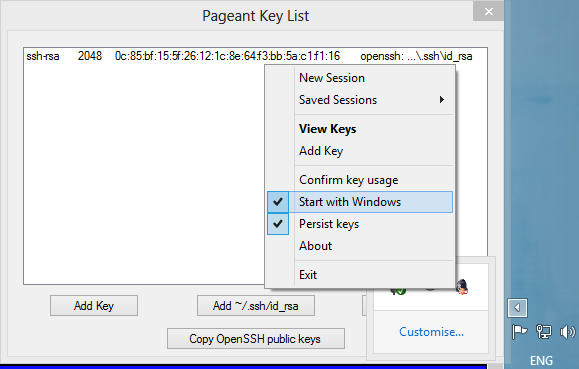 Pageant Key List
ssh-rsa 2048 0c:85:bf:15:5f:26:12:1c:8e:64:f3:bb:5a:c1:f1:16 openssh: ...\.ssh\id_rsa
New Session
Saved Sessions
View Keys
Add Key
Confirm key usage
Start with Windows
Persist keys
About
Exit
Add Key
Add ~/.ssh/id_rsa
Copy OpenSSH public keys
Customise...
ENG